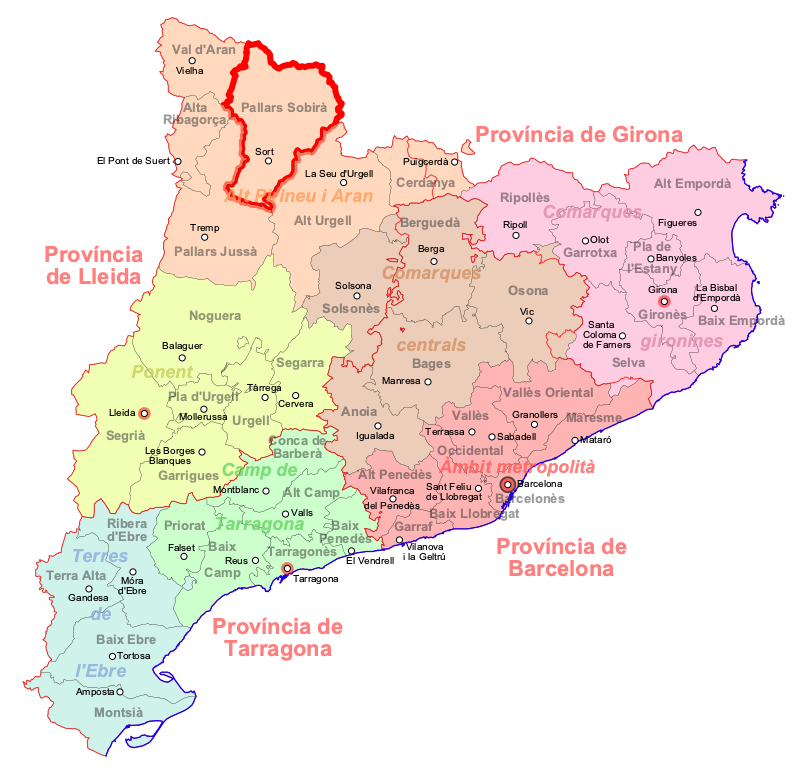 Val d'Aran
Vielha
Alta
Ribagorça
Pallars Sobirà
Sort
El Pont de Suert
La Seu d'Urgell
Alt Pirineu i Aran
Alt Urgell
Puigcerdà
Cerdanya
Província de Girona
Tremp
Pallars Jussà
Província
de Lleida
Ripollès
Ripoll
Comarques
Alt Empordà
Figueres
Olot
Garrotxa
Pla de
l'Estany
Banyoles
Girona
Gironès
La Bisbal
d'Empordà
Baix Empordà
Santa
Coloma
de Farners
gironines
Selva
Berguedà
Berga
Comarques
Solsona
Solsonès
Osona
Vic
centrals
Bages
Manresa
Anoia
Igualada
Noguera
Balaguer
Ponent
Segarra
Pla d'Urgell
Mollerussa
Tàrrega
Cervera
Urgell
Lleida
Segrià
Les Borges
Blanques
Garrigues
Vallès Oriental
Granollers
Vallès
Terrassa
Sabadell
Occidental
Maresme
Mataró
Àmbit metropolità
Barcelona
Barcelonès
Alt Penedès
Vilafranca
del Penedès
Sant Feliu
de Llobregat
Baix Llobregat
Garraf
Vilanova
i la Geltrú
Província de
Barcelona
Conca de
Barberà
Camp de
Montblanc
Alt Camp
Valls
Tarragona
Priorat
Falset
Baix
Camp
Reus
Tarragonès
Baix
Penedès
El Vendrell
Tarragona
Província de
Tarragona
Ribera
d'Ebre
Terres
Terra Alta
Gandesa
Móra
d'Ebre
de
Baix Ebre
Tortosa
l'Ebre
Amposta
Montsià